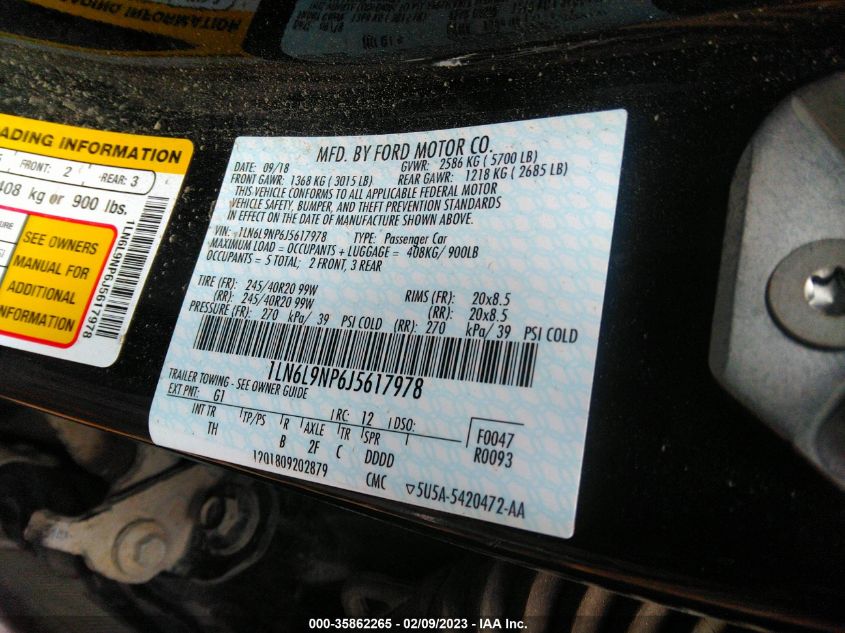 ADING INFORMATION
FRONT: 2 REAR: 3
408 kg or 900 lbs.
SEE OWNERS
MANUAL FOR
ADDITIONAL
INFORMATION
1LN6L9NP6J5617978
MFD. BY FORD MOTOR CO.
DATE: 09/18 GVWR: 2586 KG ( 5700 LB)
FRONT GAWR: 1368 KG ( 3015 LB) REAR GAWR: 1218 KG ( 2685 LB)
THIS VEHICLE CONFORMS TO ALL APPLICABLE FEDERAL MOTOR
VEHICLE SAFETY, BUMPER, AND THEFT PREVENTION STANDARDS
IN EFFECT ON THE DATE OF MANUFACTURE SHOWN ABOVE.
VIN: 1LN6L9NP6J5617978 TYPE: Passenger Car
MAXIMUM LOAD = OCCUPANTS + LUGGAGE = 408KG/ 900LB
OCCUPANTS = 5 TOTAL; 2 FRONT, 3 REAR
TIRE (FR): 245/40R20 99W RIMS (FR): 20x8.5
(RR): 245/40R20 99W (RR): 20x8.5
PRESSURE (FR): 270 kPa/ 39 PSI COLD (RR): 270 kPa/ 39 PSI COLD
1LN6L9NP6J5617978
TRAILER TOWING - SEE OWNER GUIDE
EXT PNT: G1 RC: 12 DSO: F0047
INT TR TP/PS R AXLE TR SPR R0093
TH B 2F C DDDD
1201809202879 CMC ▽5U5A-5420472-AA
000-35862265 - 02/09/2023 - IAA Inc.